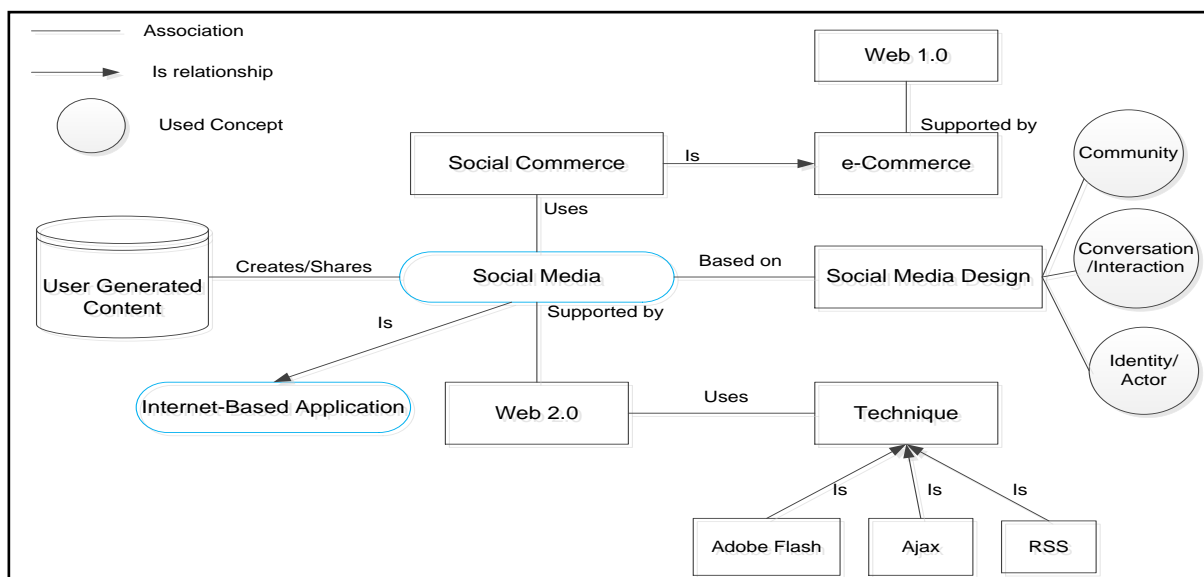 Association
Is relationship
Used Concept
Web 1.0
Supported by
Social Commerce
Is
e-Commerce
Community
Uses
User Generated
Content
Creates/Shares
Social Media
Based on
Social Media Design
Conversation
/Interaction
Is
Supported by
Identity/
Actor
Internet-Based Application
Web 2.0
Uses
Technique
Is
Is
Is
Adobe Flash
Ajax
RSS